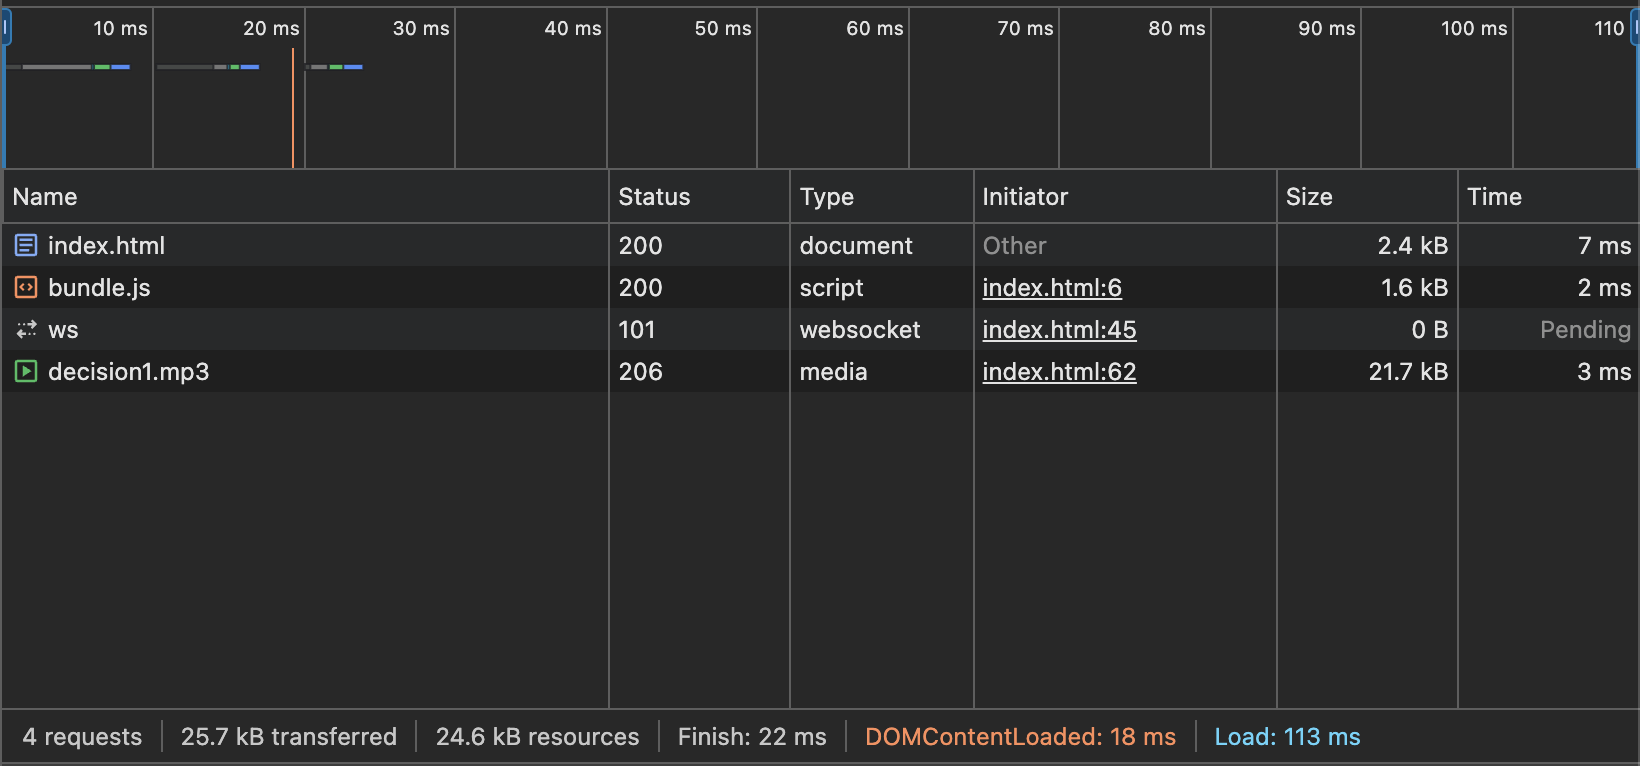 10 ms 20 ms 30 ms 40 ms 50 ms 60 ms 70 ms 80 ms 90 ms 100 ms 110
Name Status Type Initiator Size Time
index.html 200 document Other 2.4 kB 7 ms
bundle.js 200 script index.html:6 1.6 kB 2 ms
ws 101 websocket index.html:45 0 B Pending
decision1.mp3 206 media index.html:62 21.7 kB 3 ms
4 requests 25.7 kB transferred 24.6 kB resources Finish: 22 ms DOMContentLoaded: 18 ms Load: 113 ms